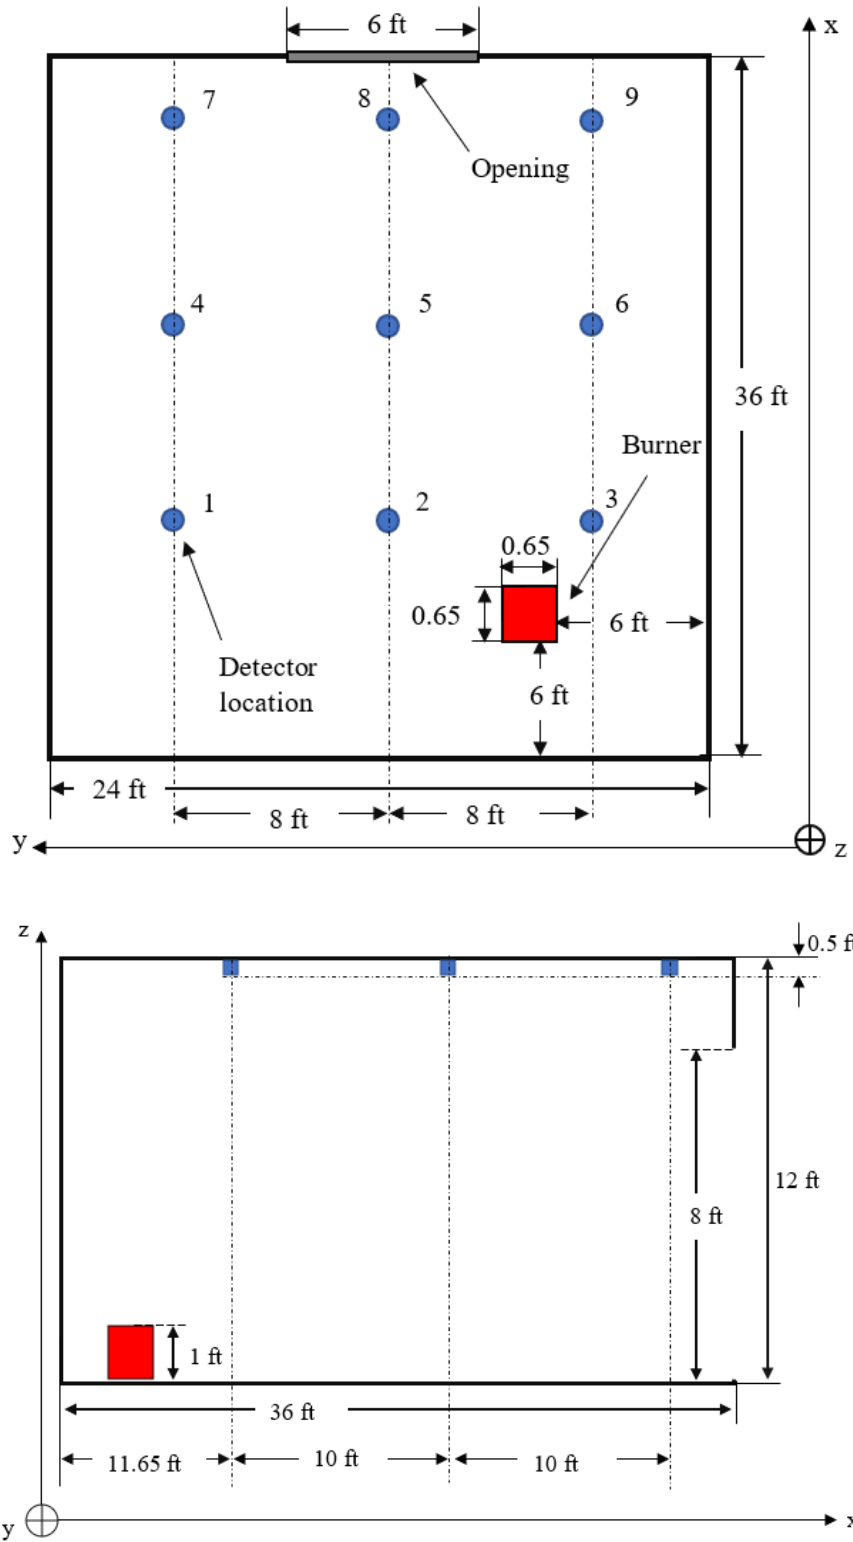 6 ft
x
7
8
9
Opening
4
5
6
36 ft
Burner
1
2
3
0.65
0.65
6 ft
Detector
location
6 ft
24 ft
8 ft
8 ft
y
z
z
0.5 ft
12 ft
8 ft
1 ft
36 ft
11.65 ft
10 ft
10 ft
y
x